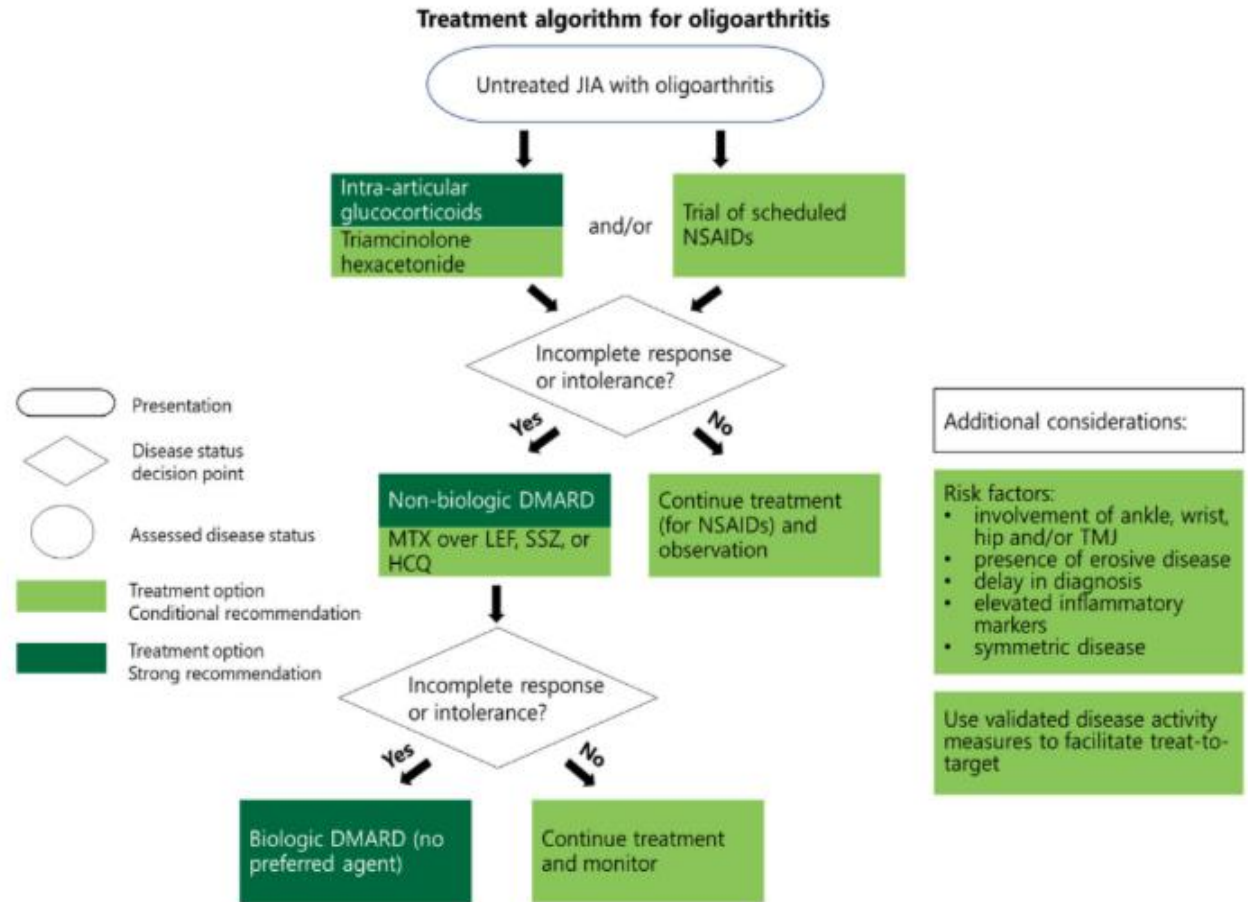 Treatment algorithm for oligoarthritis
Untreated JIA with oligoarthritis
Intra-articular
glucocorticoids
Triamcinolone
hexacetonide
and/or
Trial of scheduled
NSAIDs
Incomplete response
or intolerance?
Yes
No
Non-biologic DMARD
MTX over LEF, SSZ, or
HCQ
Continue treatment
(for NSAIDs) and
observation
Incomplete response
or intolerance?
Yes
No
Biologic DMARD (no
preferred agent)
Continue treatment
and monitor
Presentation
Disease status
decision point
Assessed disease status
Treatment option
Conditional recommendation
Treatment option
Strong recommendation
Additional considerations:
Risk factors:
• involvement of ankle, wrist,
hip and/or TMJ
• presence of erosive disease
• delay in diagnosis
• elevated inflammatory
markers
• symmetric disease
Use validated disease activity
measures to facilitate treat-to-
target